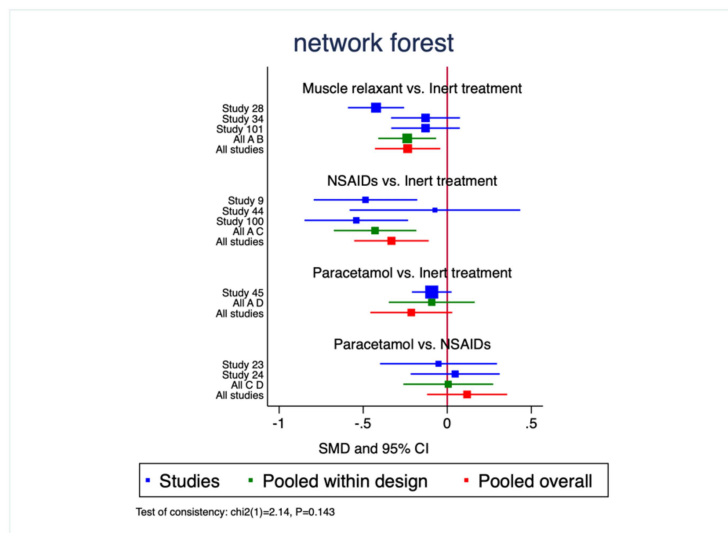 network forest
Muscle relaxant vs. Inert treatment
Study 28
Study 34
Study 101
All A B
All studies
NSAIDs vs. Inert treatment
Study 9
Study 44
Study 100
All A C
All studies
Paracetamol vs. Inert treatment
Study 45
All A D
All studies
Paracetamol vs. NSAIDs
Study 23
Study 24
All C D
All studies
-1 -.5 0 .5
SMD and 95% CI
Studies Pooled within design Pooled overall
Test of consistency: chi2(1)=2.14, P=0.143